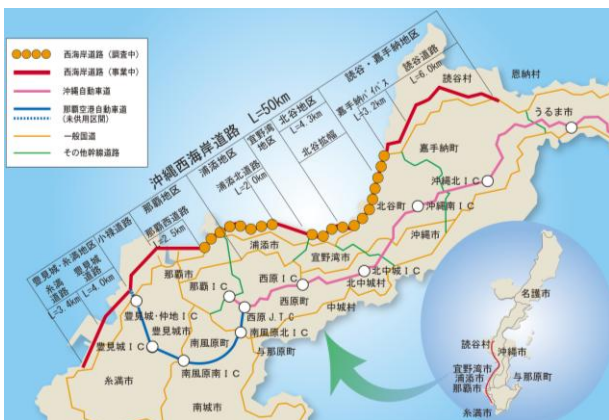 西海岸道路（調査中）
西海岸道路（事業中）
沖縄自動車道
那覇空港自動車道
（未供用区間）
一般国道
その他幹線道路
沖縄西海岸道路 L=50km
読谷・嘉手納地区
読谷道路
L=6.0km
嘉手納バイパス
L=3.2km
北谷地区
L=4.3km
北谷拡幅
宜野湾
地区
浦添地区
浦添北道路
L=2.0km
那覇地区
那覇西道路
L=2.5km
小禄道路
豊見城・糸満地区
豊見城
道路
L=4.0km
糸満
道路
L=3.4km
読谷村
恩納村
うるま市
嘉手納町
沖縄北IC
北谷町
沖縄南IC
沖縄市
北中城IC
北中村村
宜野湾市
浦添市
西原IC
西原町
中城村
那覇市
那覇IC
西原J.T.C
南風原北IC
与那原町
豊見城・仲地IC
豊見城市
南風原町
豊見城IC
南風原南IC
糸満市
南城市
名護市
読谷村
沖縄市
宜野湾市
浦添市
那覇市
与那原町
糸満市